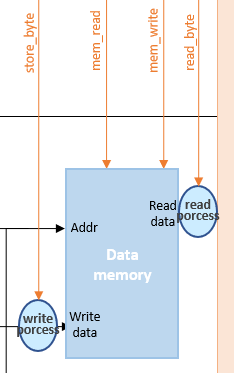 store_byte
mem_read
mem_write
read_byte
Read
data
read
porcess
Addr
Data
memory
write
porcess
Write
data